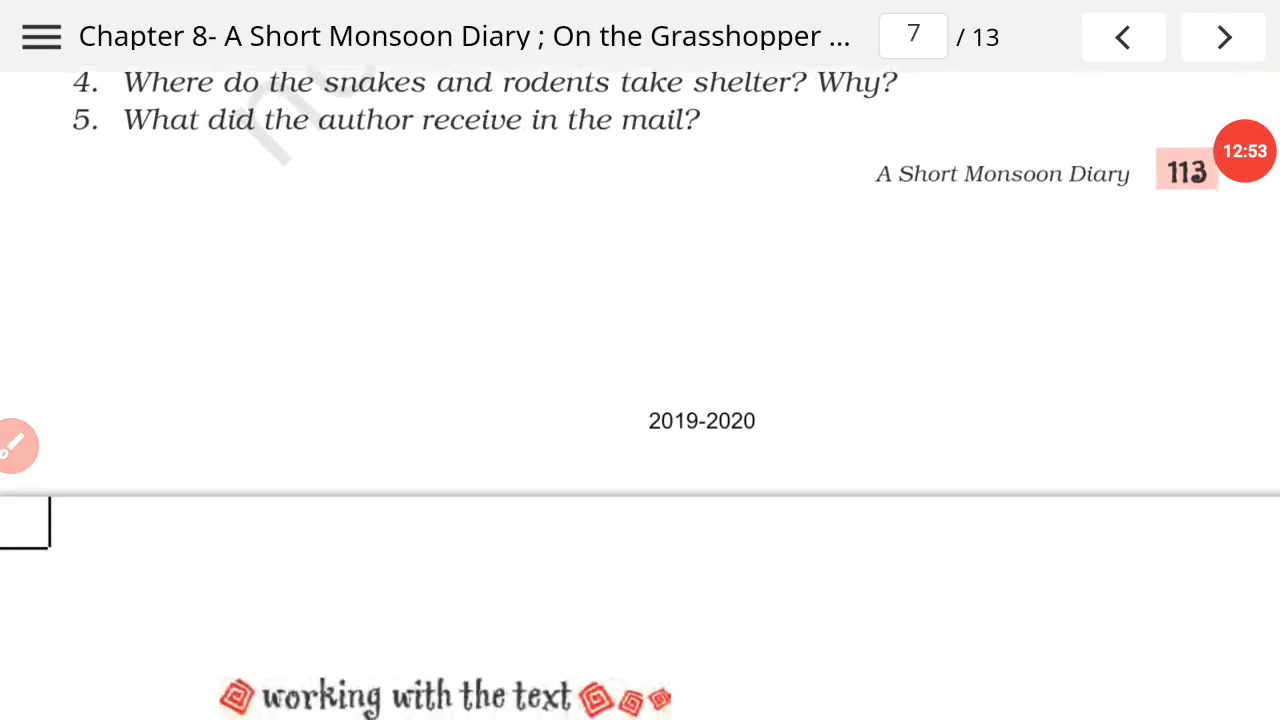 Chapter 8- A Short Monsoon Diary ; On the Grasshopper ...
7 / 13
4. Where do the snakes and rodents take shelter? Why?
5. What did the author receive in the mail?
12:53
A Short Monsoon Diary 113
2019-2020
working with the text